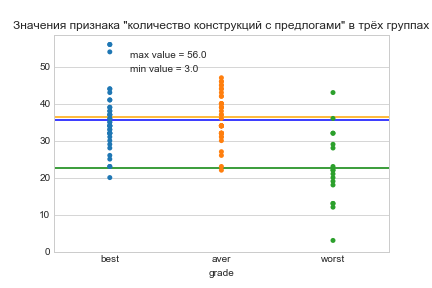 Значения признака "количество конструкций с предлогами" в трёх группах
max value = 56.0
min value = 3.0
50
40
30
20
10
0
best aver worst
grade